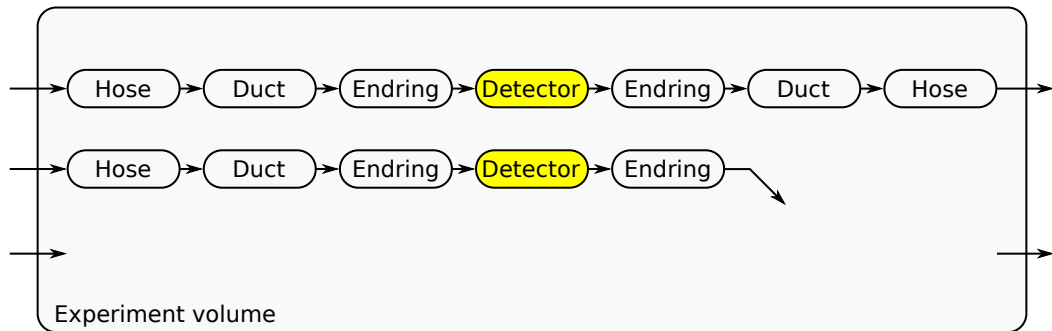 Hose Duct Endring Detector Endring Duct Hose
Hose Duct Endring Detector Endring
Experiment volume